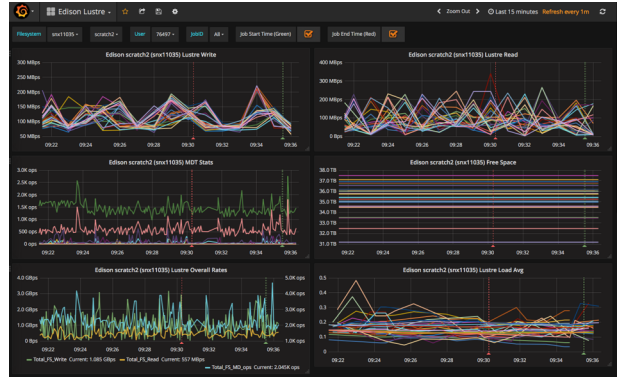 Edison Lustre
Zoom Out Last 15 minutes Refresh every 1m
Filesystem snx11035 scratch2 User 76497 JobID All Job Start Time (Green) Job End Time (Red)
Edison scratch2 (snx11035) Lustre Write
300 MBps
250 MBps
200 MBps
150 MBps
100 MBps
50 MBps
09:22 09:24 09:26 09:28 09:30 09:32 09:34 09:36
Edison scratch2 (snx11035) Lustre Read
400 MBps
300 MBps
200 MBps
100 MBps
0 Bps
09:22 09:24 09:26 09:28 09:30 09:32 09:34 09:36
Edison scratch2 (snx11035) MDT Stats
3.0K ops
2.5K ops
2.0K ops
1.5K ops
1.0K ops
500 ops
0 ops
09:22 09:24 09:26 09:28 09:30 09:32 09:34 09:36
Edison scratch2 (snx11035) Free Space
38.0 TB
37.0 TB
36.0 TB
35.0 TB
34.0 TB
33.0 TB
32.0 TB
31.0 TB
09:22 09:24 09:26 09:28 09:30 09:32 09:34 09:36
Edison scratch2 (snx11035) Lustre Overall Rates
4.0 GBps
3.0 GBps
2.0 GBps
1.0 GBps
0 Bps
5.0K ops
4.0K ops
3.0K ops
2.0K ops
1.0K ops
09:22 09:24 09:26 09:28 09:30 09:32 09:34 09:36
Total_FS_Write Current: 1.085 GBps Total_FS_Read Current: 557 MBps
Total_FS_MD_ops Current: 2.045K ops
Edison scratch2 (snx11035) Lustre Load Avg
0.5
0.4
0.3
0.2
0.1
0
09:22 09:24 09:26 09:28 09:30 09:32 09:34 09:36